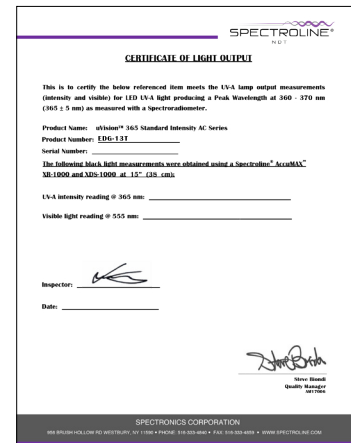 SPECTROLINE®
NDT
CERTIFICATE OF LIGHT OUTPUT
This is to certify the below referenced item meets the UV-A lamp output measurements
(intensity and visible) for LED UV-A light producing a Peak Wavelength at 360 - 370 nm
(365 ± 5 nm) as measured with a Spectroradiometer.
Product Name: uVision™ 365 Standard Intensity AC Series
Product Number: EDG-13T
Serial Number:
The following black light measurements were obtained using a Spectroline® AccuMAX™
XR-1000 and XDS-1000 at 15" (38 cm):
UV-A intensity reading @ 365 nm:
Visible light reading @ 555 nm:
Inspector:
Date:
Steve Biondi
Steve Biondi
Quality Manager
SPECTRONICS CORPORATION
956 BRUSH HOLLOW RD WESTBURY, NY 11590 • PHONE: 516-333-4840 • FAX: 516-333-4859 • WWW.SPECTROLINE.COM